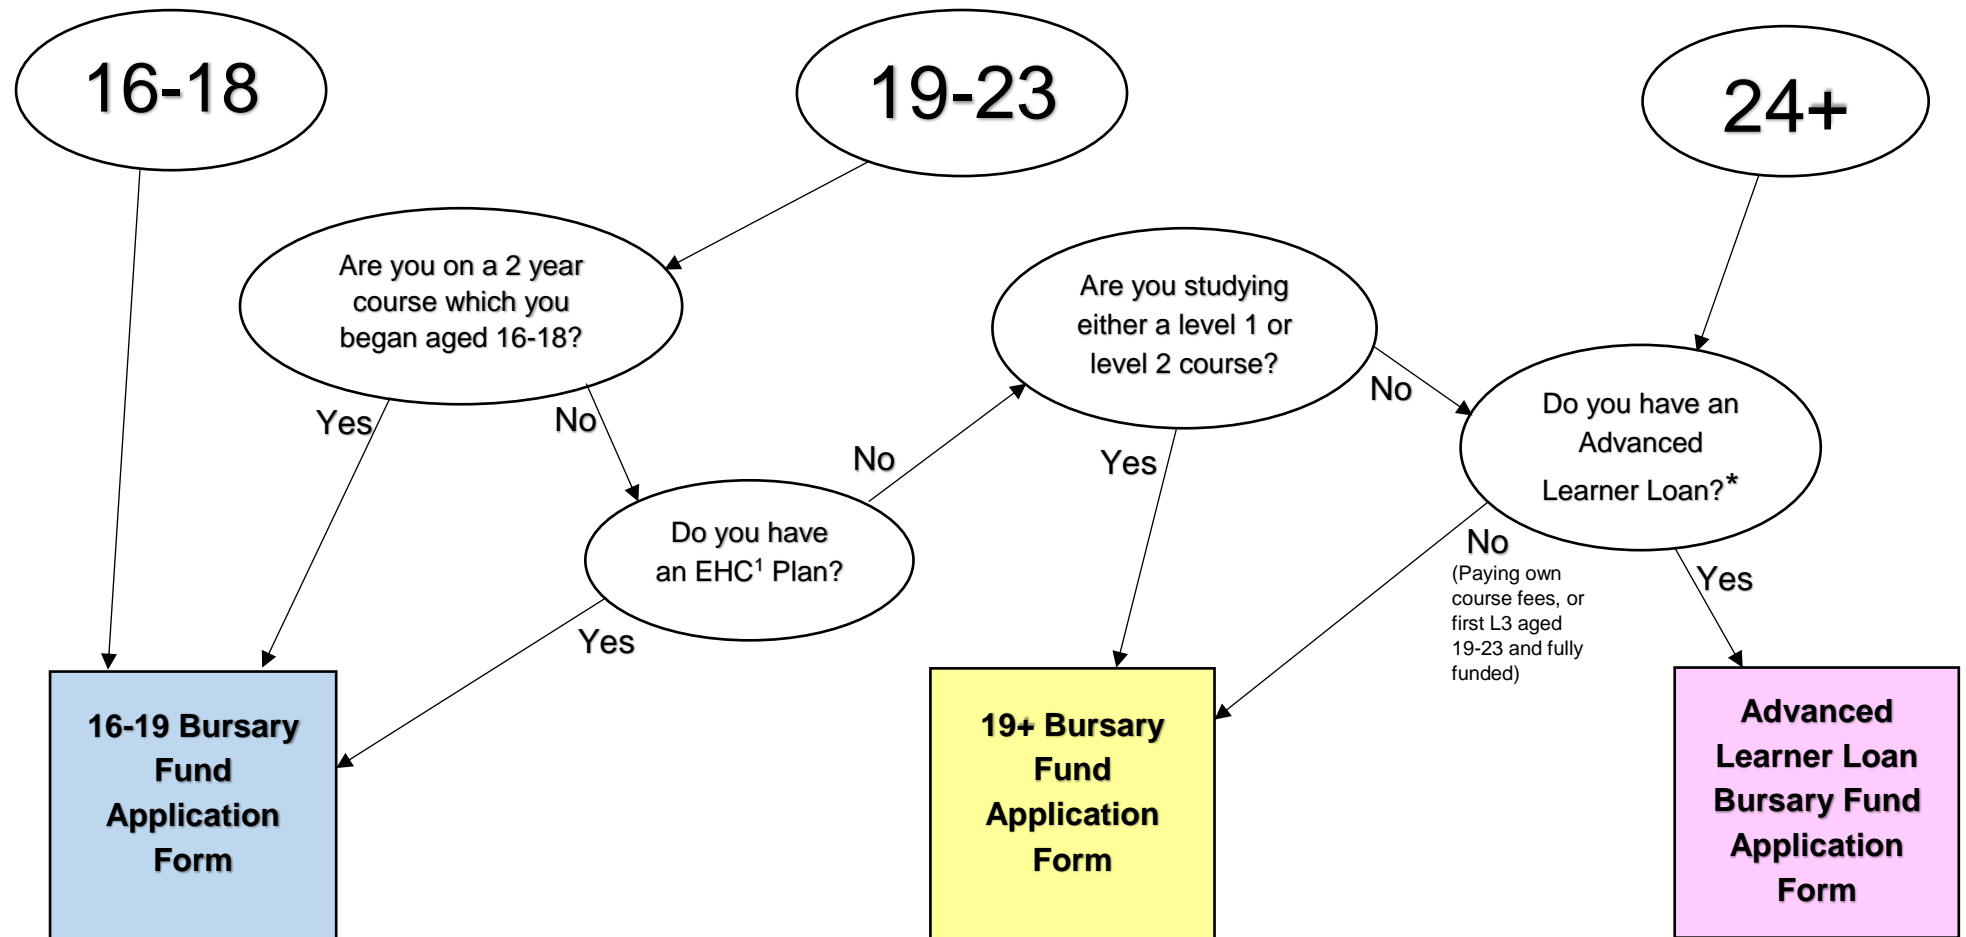 16-18
19-23
24+
Are you on a 2 year
course which you
began aged 16-18?
Yes
No
Do you have
an EHC¹ Plan?
Yes
No
Are you studying
either a level 1 or
level 2 course?
Yes
No
Do you have an
Advanced
Learner Loan?*
No
(Paying own
course fees, or
first L3 aged
19-23 and fully
funded)
Yes
16-19 Bursary
Fund
Application
Form
19+ Bursary
Fund
Application
Form
Advanced
Learner Loan
Bursary Fund
Application
Form